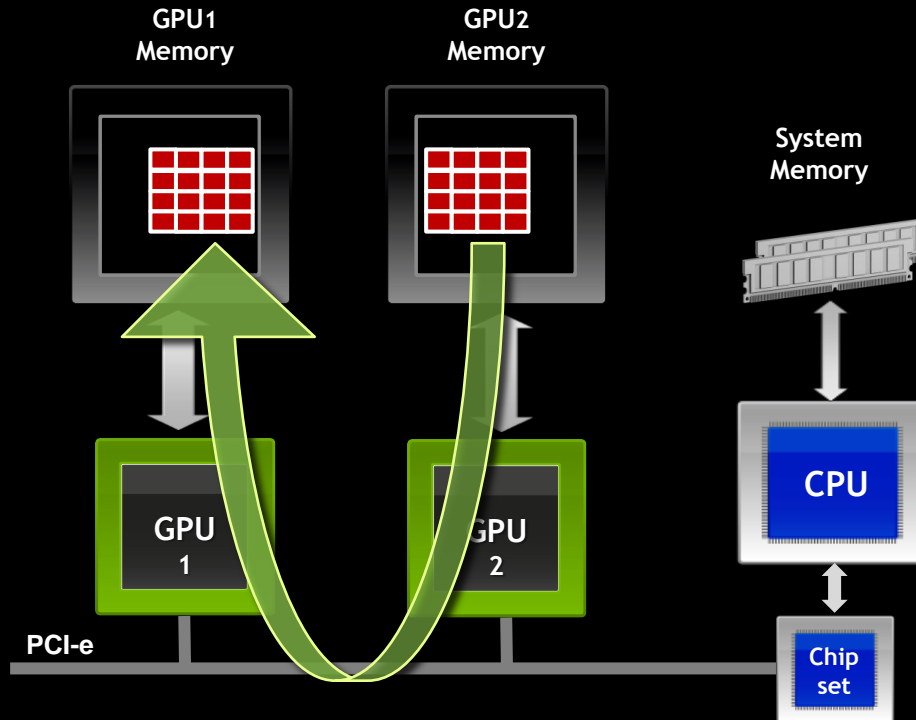 GPU1
Memory
GPU2
Memory
System
Memory
CPU
GPU
1
GPU
2
PCI-e
Chip
set